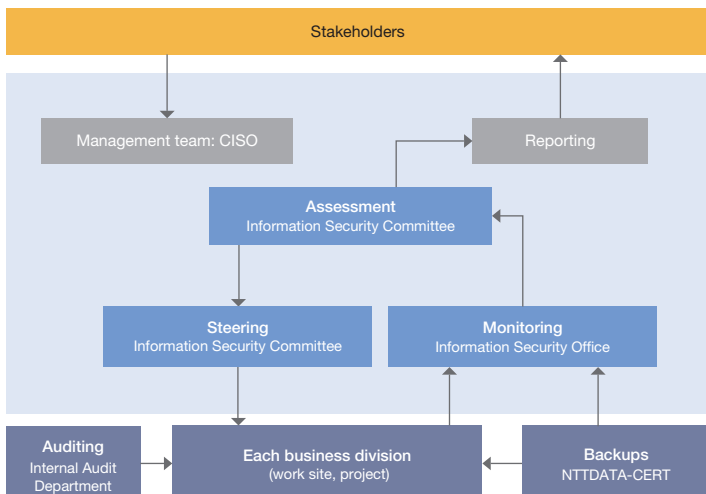 Stakeholders
Management team: CISO
Reporting
Assessment
Information Security Committee
Steering
Information Security Committee
Monitoring
Information Security Office
Auditing
Internal Audit
Department
Each business division
(work site, project)
Backups
NTTDATA-CERT